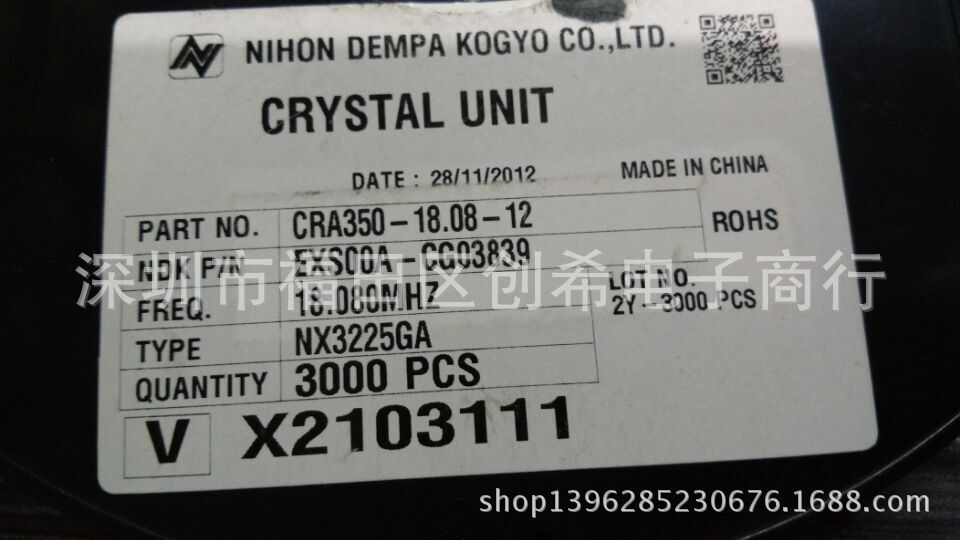 NIHON DEMPA KOGYO CO.,LTD.
CRYSTAL UNIT
DATE : 28/11/2012 MADE IN CHINA
PART NO. CRA350-18.08-12 ROHS
NDK P/N EXS00A-CG03839
深圳市福田区创希电子商行
FREQ. 18.080MHZ LOT NO.
2Y-3000 PCS
TYPE NX3225GA
QUANTITY 3000 PCS
V X2103111
shop1396285230676.1688.com